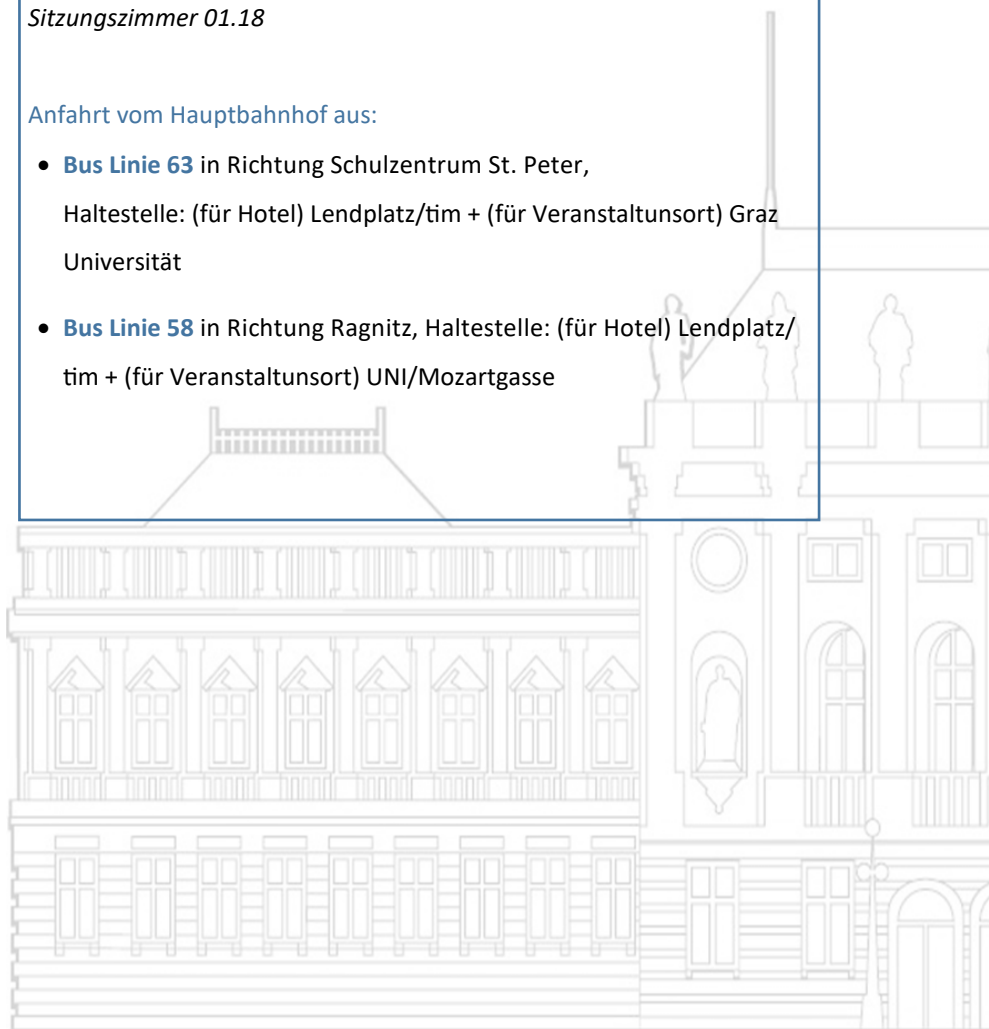 Sitzungszimmer 01.18
Anfahrt vom Hauptbahnhof aus:
• Bus Linie 63 in Richtung Schulzentrum St. Peter,
Haltestelle: (für Hotel) Lendplatz/tim + (für Veranstaltunsort) Graz
Universität
• Bus Linie 58 in Richtung Ragnitz, Haltestelle: (für Hotel) Lendplatz/
tim + (für Veranstaltunsort) UNI/Mozartgasse